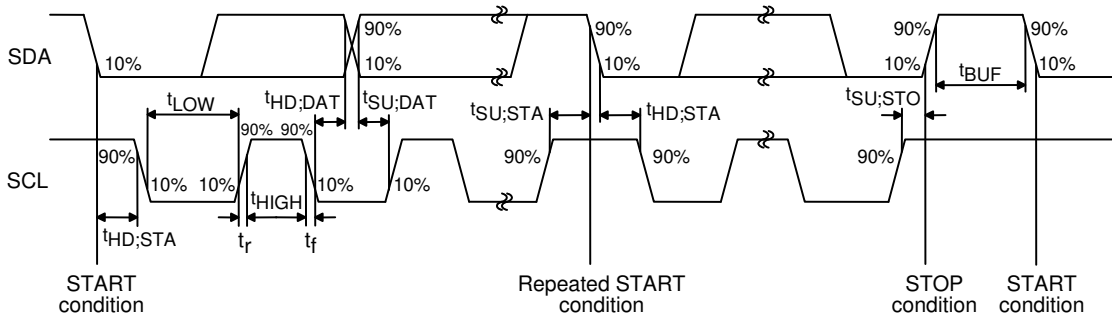 SDA
10%
90%
10%
90%
10%
90%
10%
90%
10%
tLOW
tHD;DAT
tSU;DAT
tSU;STA
tHD;STA
tSU;STO
tBUF
SCL
90%
10%
10%
90%
90%
10%
10%
90%
90%
90%
tHD;STA
tr
tHIGH
tf
START
condition
Repeated START
condition
STOP
condition
START
condition